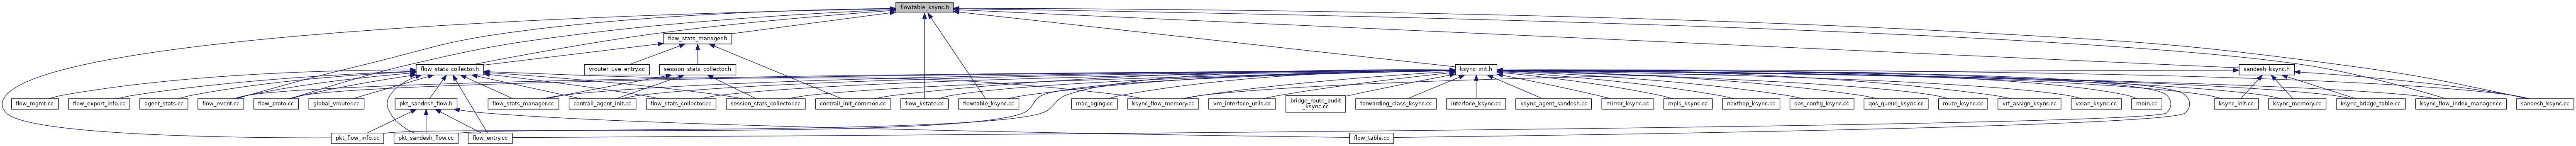 flowtable_ksync.h
flow_stats_manager.h
flow_stats_collector.h
vrouter_uve_entry.cc
session_stats_collector.h
ksync_init.h
sandesh_ksync.h
flow_mgmt.cc
flow_export_info.cc
agent_stats.cc
flow_event.cc
flow_proto.cc
global_vrouter.cc
pkt_sandesh_flow.h
flow_stats_manager.cc
contrail_agent_init.cc
flow_stats_collector.cc
session_stats_collector.cc
contrail_init_common.cc
flow_kstate.cc
flowtable_ksync.cc
mac_aging.cc
ksync_flow_memory.cc
vm_interface_utils.cc
bridge_route_audit
_ksync.cc
forwarding_class_ksync.cc
interface_ksync.cc
ksync_agent_sandesh.cc
mirror_ksync.cc
mpls_ksync.cc
nexthop_ksync.cc
qos_config_ksync.cc
qos_queue_ksync.cc
route_ksync.cc
vrf_assign_ksync.cc
vxlan_ksync.cc
main.cc
ksync_init.cc
ksync_memory.cc
ksync_bridge_table.cc
ksync_flow_index_manager.cc
sandesh_ksync.cc
pkt_flow_info.cc
pkt_sandesh_flow.cc
flow_entry.cc
flow_table.cc